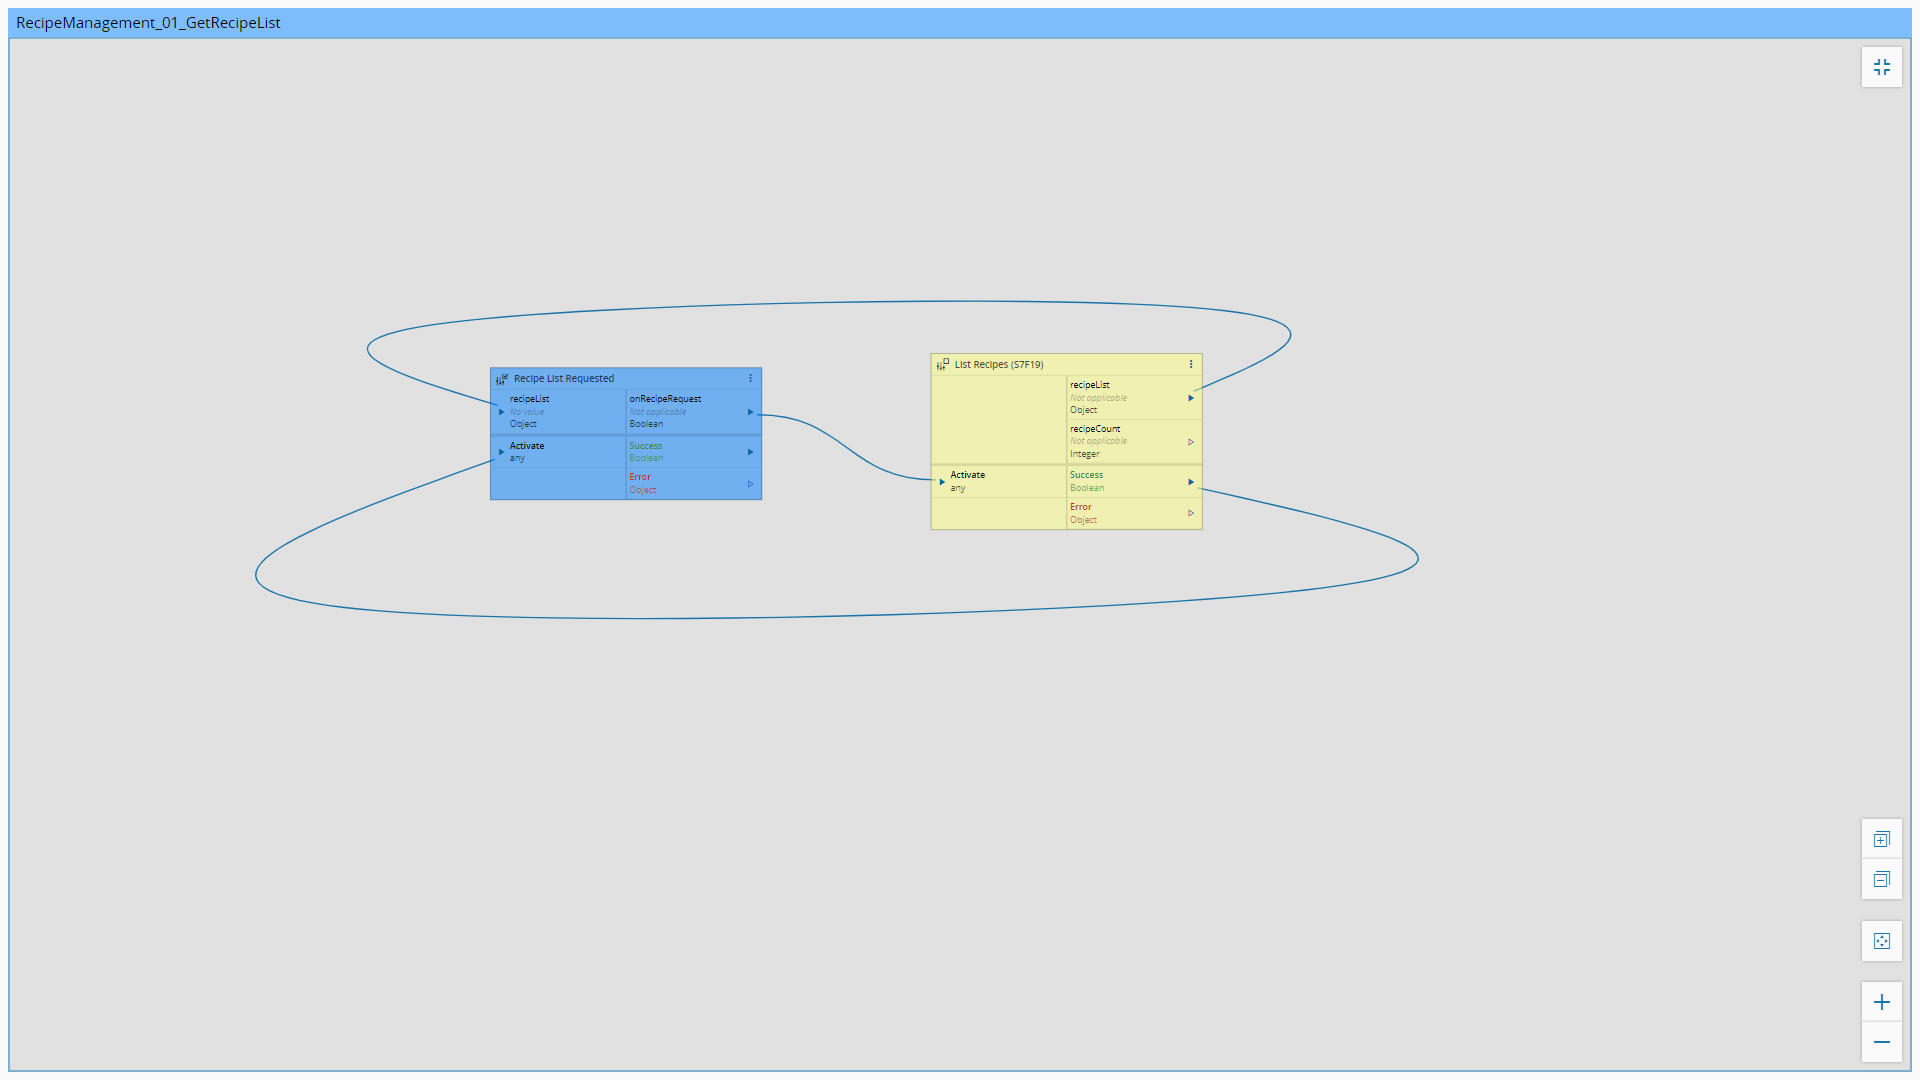 RecipeManagement_01_GetRecipeList
Recipe List Requested
recipeList
No value
Object
onRecipeRequest
Not applicable
Boolean
Activate
any
Success
Boolean
Error
Object
List Recipes (S7F19)
recipeList
Not applicable
Object
recipeCount
Not applicable
Integer
Activate
any
Success
Boolean
Error
Object